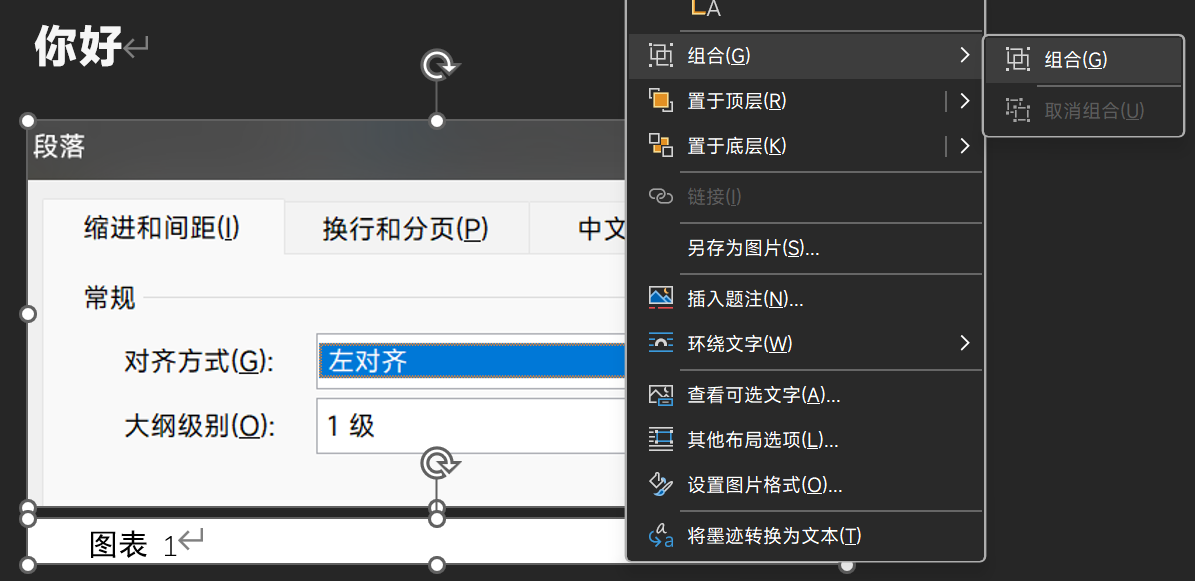 你好
段落
缩进和间距(I)
换行和分页(P)
中文
常规
对齐方式(G):
左对齐
大纲级别(O):
1 级
图表 1
A
组合(G)
置于顶层(R)
置于底层(K)
链接(I)
另存为图片(S)...
插入题注(N)...
环绕文字(W)
查看可选文字(A)...
其他布局选项(L)...
设置图片格式(O)...
将墨迹转换为文本(T)
组合(G)
取消组合(U)